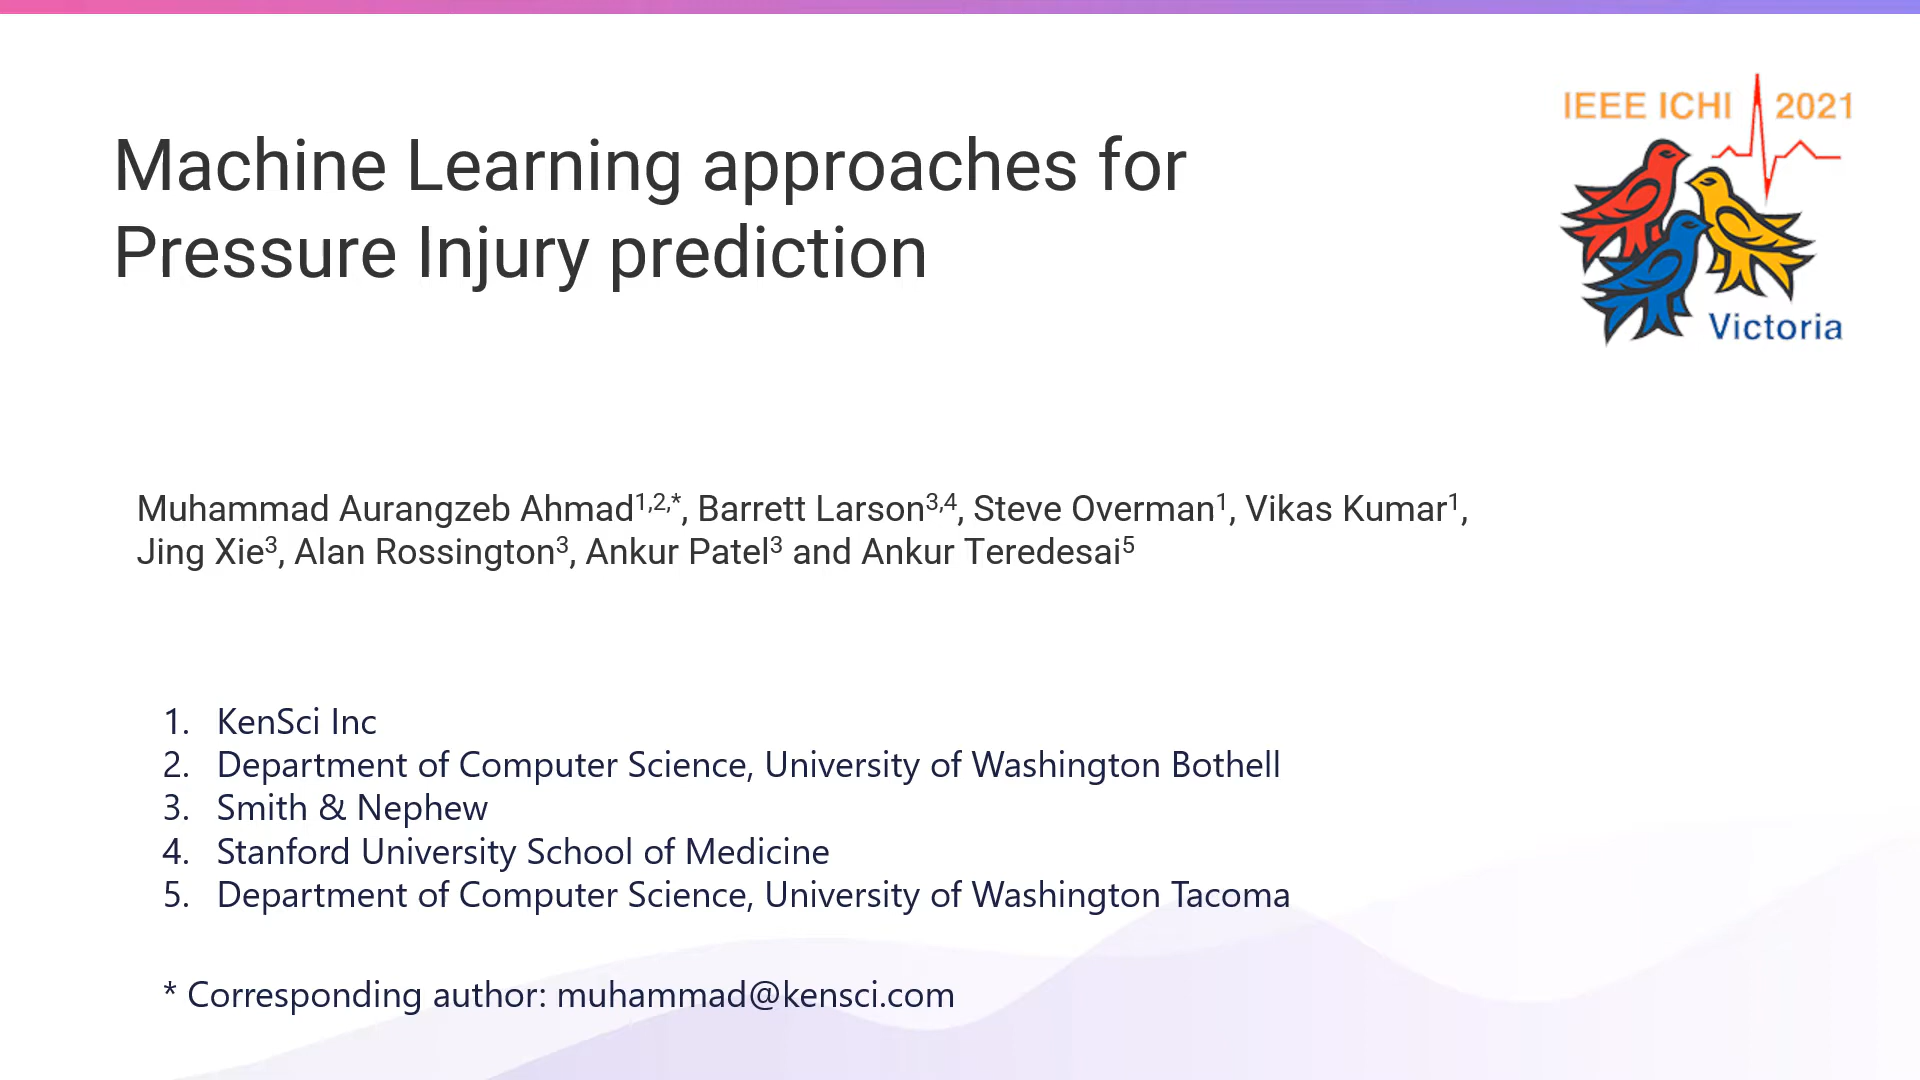 IEEE ICHI 2021
Machine Learning approaches for
Pressure Injury prediction
Victoria
Muhammad Aurangzeb Ahmad1,2,*, Barrett Larson3,4, Steve Overman1, Vikas Kumar1,
Jing Xie3, Alan Rossington3, Ankur Patel3 and Ankur Teredesai5
1. KenSci Inc
2. Department of Computer Science, University of Washington Bothell
3. Smith & Nephew
4. Stanford University School of Medicine
5. Department of Computer Science, University of Washington Tacoma
* Corresponding author: muhammad@kensci.com